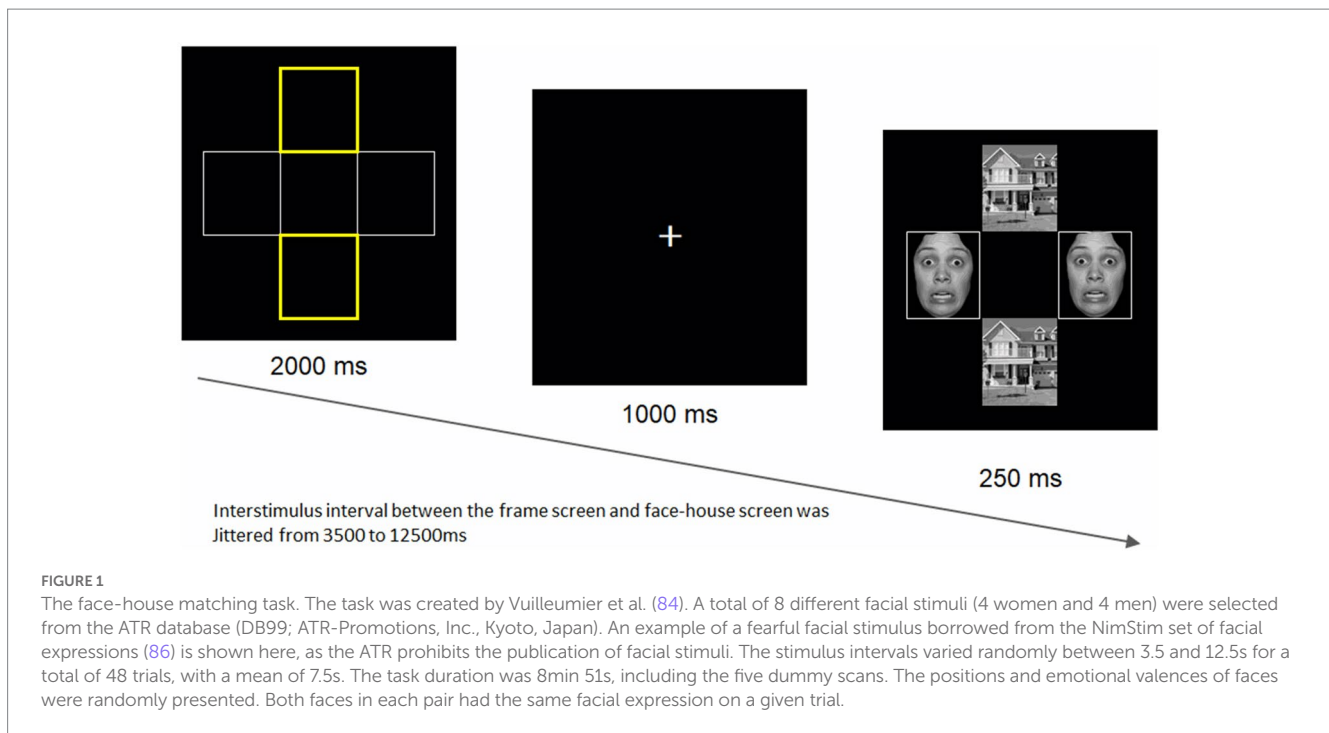 2000 ms
1000 ms
250 ms
Interstimulus interval between the frame screen and face-house screen was
Jittered from 3500 to 12500ms
FIGURE 1
The face-house matching task. The task was created by Vuilleumier et al. (84). A total of 8 different facial stimuli (4 women and 4 men) were selected
from the ATR database (DB99; ATR-Promotions, Inc., Kyoto, Japan). An example of a fearful facial stimulus borrowed from the NimStim set of facial
expressions (86) is shown here, as the ATR prohibits the publication of facial stimuli. The stimulus intervals varied randomly between 3.5 and 12.5s for a
total of 48 trials, with a mean of 7.5s. The task duration was 8min 51s, including the five dummy scans. The positions and emotional valences of faces
were randomly presented. Both faces in each pair had the same facial expression on a given trial.